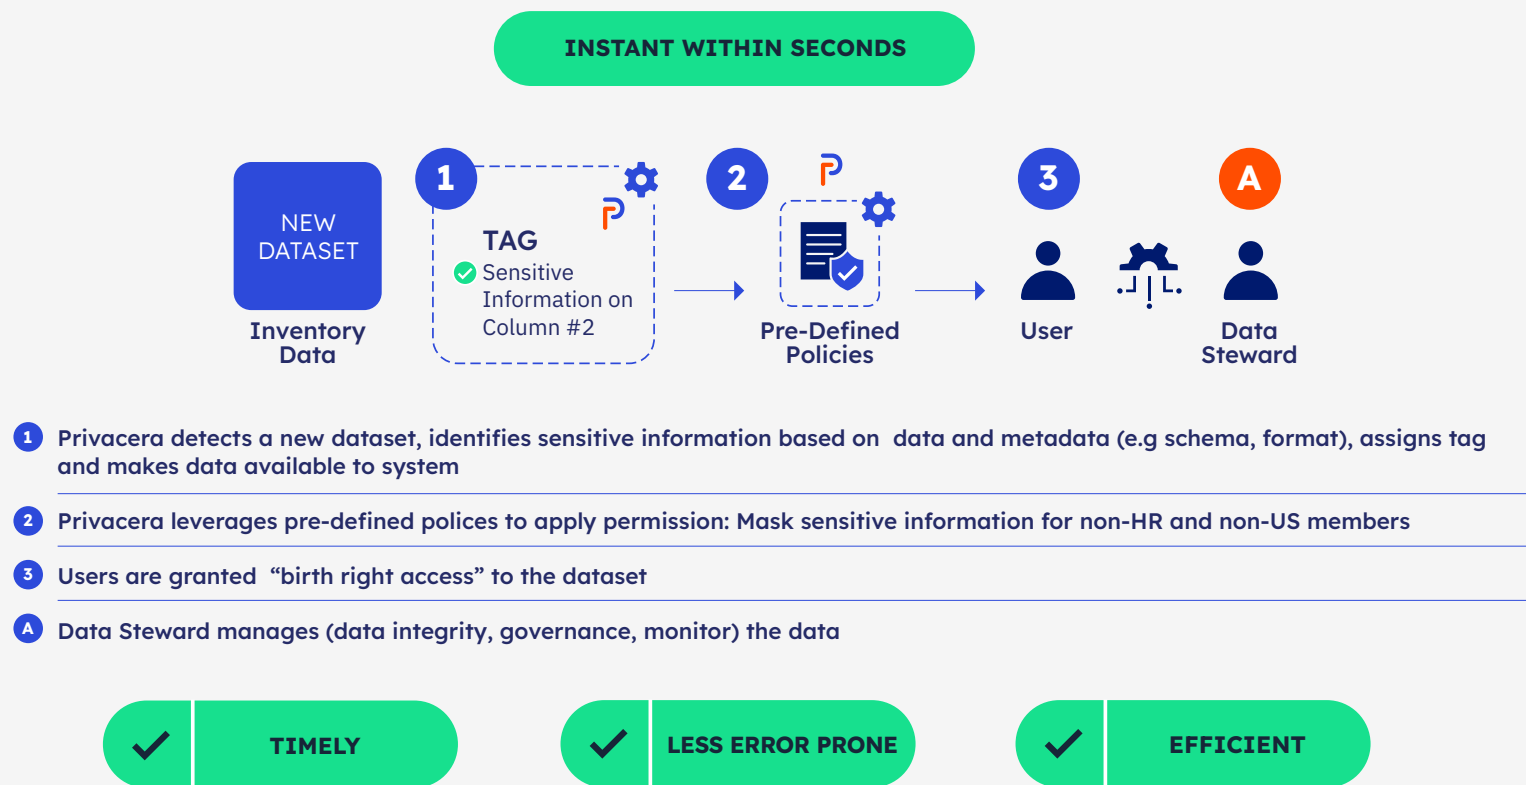 INSTANT WITHIN SECONDS
NEW
DATASET
Inventory
Data
1
TAG
Sensitive
Information on
Column #2
2
Pre-Defined
Policies
3
User
A
Data
Steward
1 Privacera detects a new dataset, identifies sensitive information based on  data and metadata (e.g schema, format), assigns tag
and makes data available to system
2 Privacera leverages pre-defined polices to apply permission: Mask sensitive information for non-HR and non-US members
3 Users are granted  “birth right access” to the dataset
A Data Steward manages (data integrity, governance, monitor) the data
TIMELY
LESS ERROR PRONE
EFFICIENT